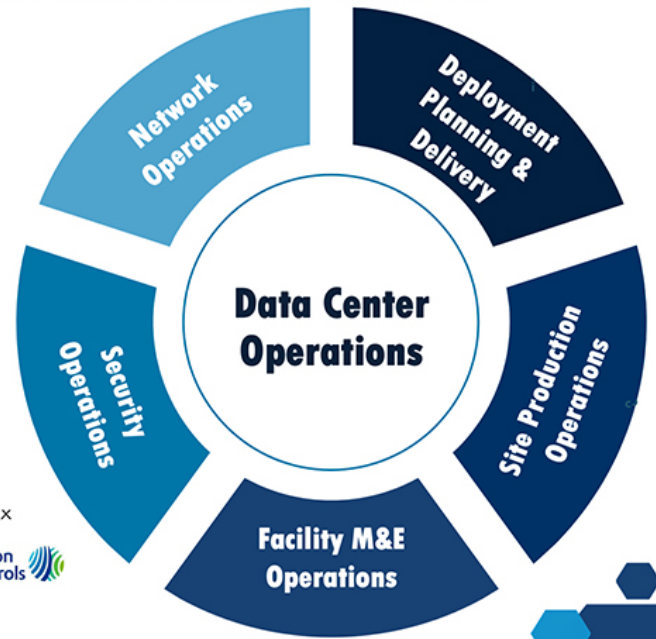 Network
Operations
Deployment
Planning &
Delivery
Data Center
Operations
Security
Operations
Site Production
Operations
Facility M&E
Operations